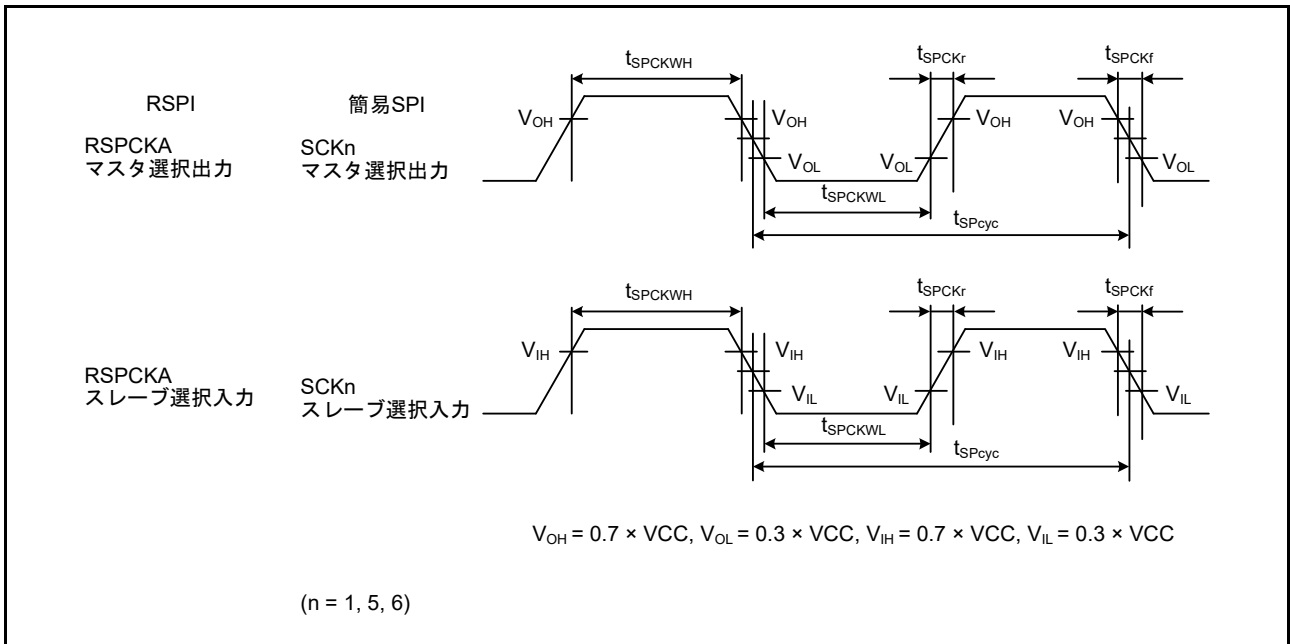 RSPI
簡易SPI
RSPCKA
マスタ選択出力
SCKn
マスタ選択出力
tSPCKWH
tSPCKr
tSPCKf
VOH
VOH
VOH
VOH
VOL
VOL
VOL
tSPCKWL
tSPcyc
RSPCKA
スレーブ選択入力
SCKn
スレーブ選択入力
tSPCKWH
tSPCKr
tSPCKf
VIH
VIH
VIH
VIH
VIL
VIL
VIL
tSPCKWL
tSPcyc
VOH = 0.7 × VCC, VOL = 0.3 × VCC, VIH = 0.7 × VCC, VIL = 0.3 × VCC
(n = 1, 5, 6)